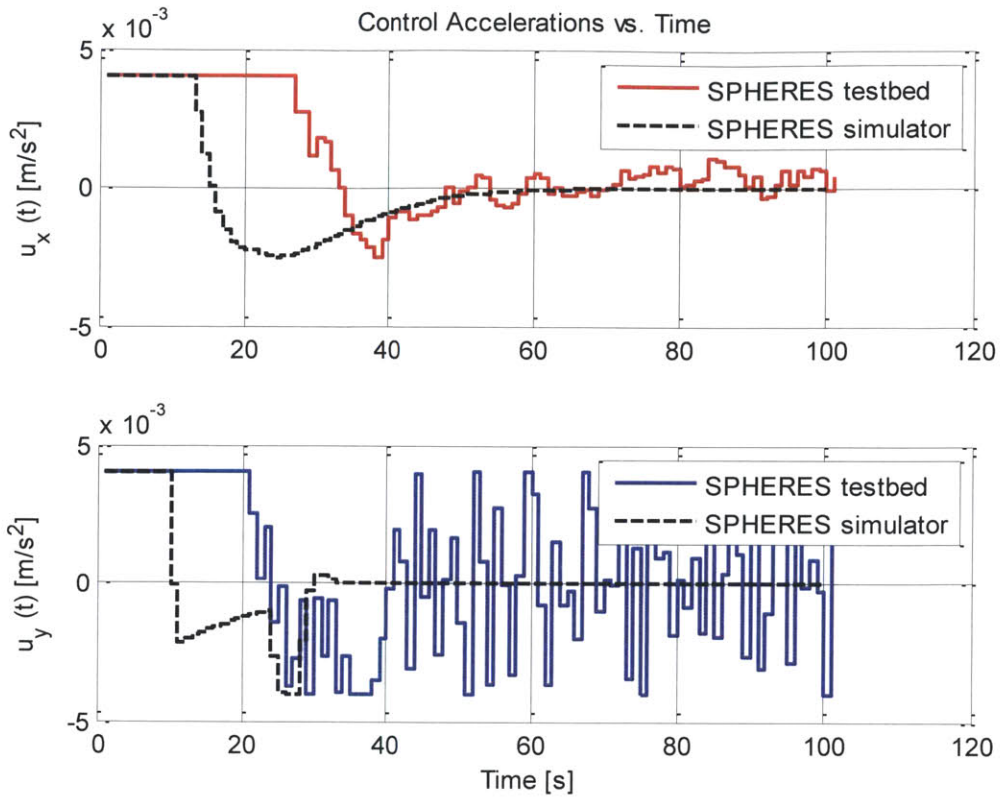 Control Accelerations vs. Time
x 10^-3
5
0
-5
u_x (t) [m/s^2]
SPHERES testbed
SPHERES simulator
0 20 40 60 80 100 120
x 10^-3
5
0
-5
u_y (t) [m/s^2]
SPHERES testbed
SPHERES simulator
0 20 40 60 80 100 120
Time [s]